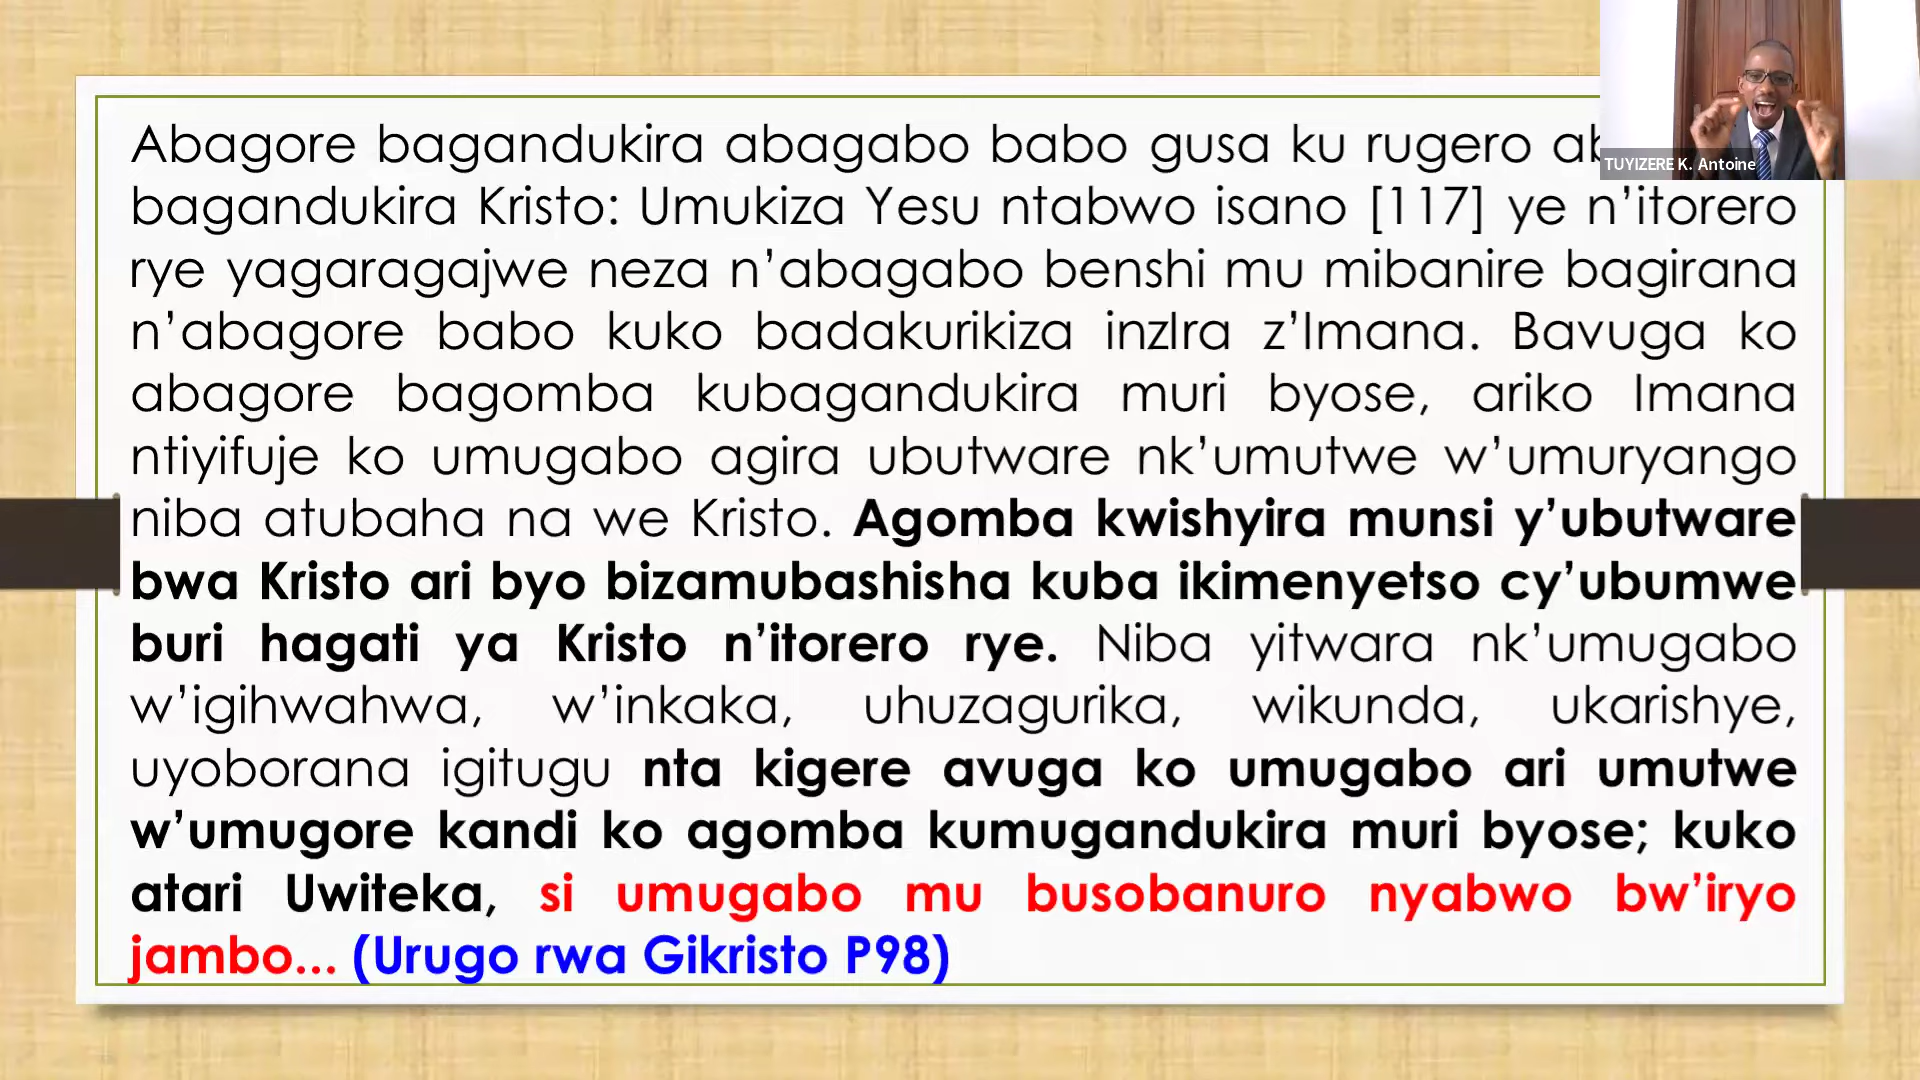 Abagore bagandukira abagabo babo gusa ku rugero
bagandukira Kristo: Umukiza Yesu ntabwo isano [117] ye n’itorero
rye yagaragajwe neza n’abagabo benshi mu mibanire bagirana
n’abagore babo kuko badakurikiza inzIra z’Imana. Bavuga ko
abagore bagomba kubagandukira muri byose, ariko Imana
ntiyifuje ko umugabo agira ubutware nk’umutwe w’umuryango
niba atubaha na we Kristo. Agomba kwishyira munsi y’ubutware
bwa Kristo ari byo bizamubashisha kuba ikimenyetso cy’ubumwe
buri hagati ya Kristo n’itorero rye. Niba yitwara nk’umugabo
w’igihwahwa, w’inkaka, uhuzagurika, wikunda, ukarishye,
uyoborana igitugu nta kigere avuga ko umugabo ari umutwe
w’umugore kandi ko agomba kumugandukira muri byose; kuko
atari Uwiteka, si umugabo mu busobanuro nyabwo bw’iryo
jambo... (Urugo rwa Gikristo P98)
TUYIZERE K. Antoine